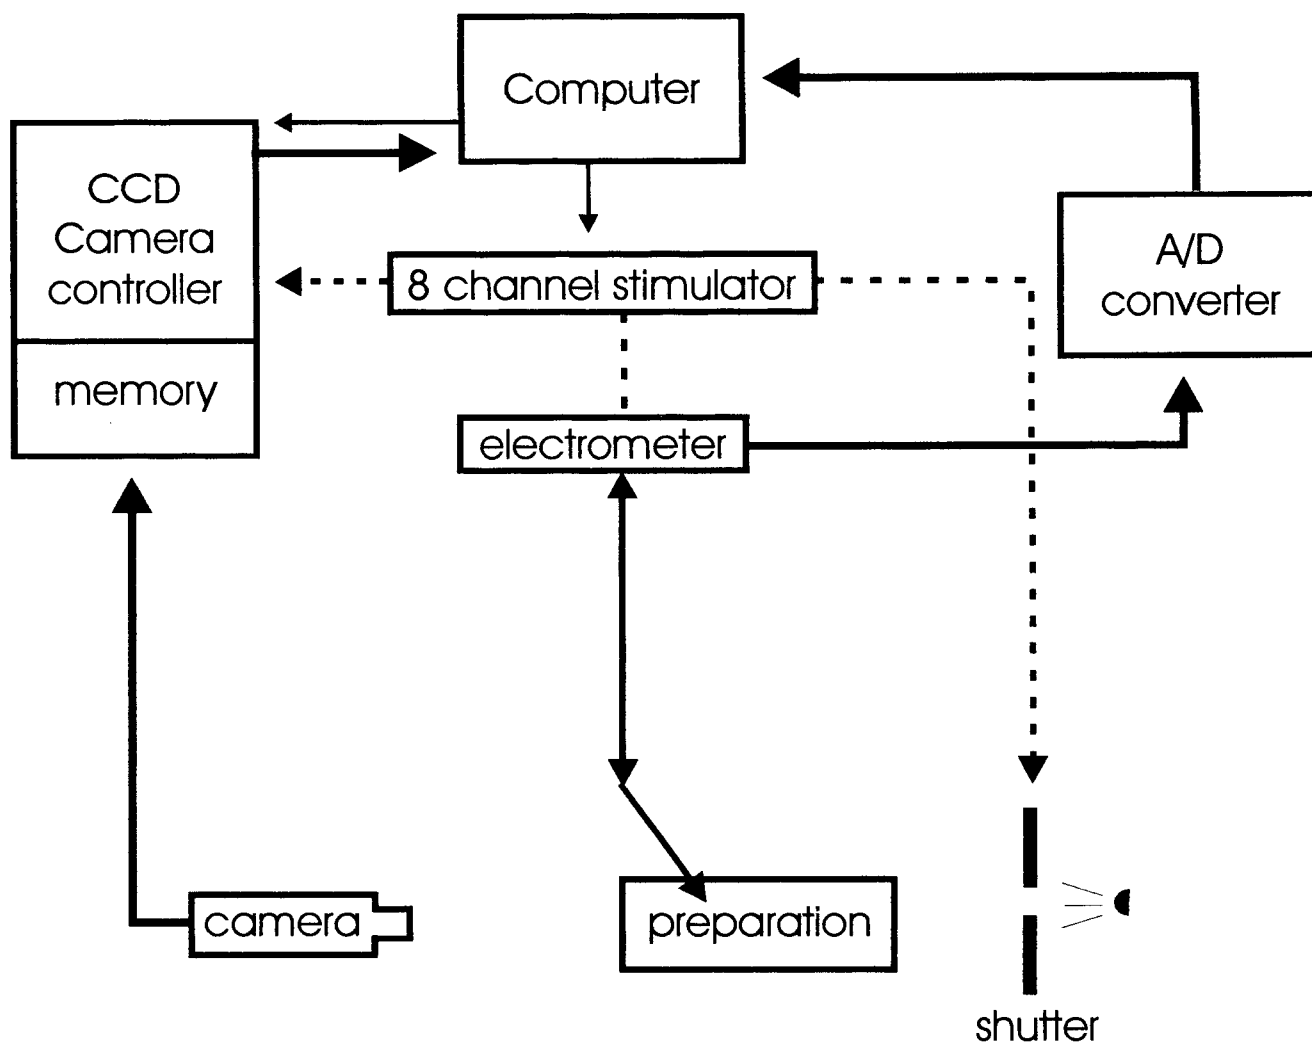 Computer
CCD
Camera
controller
memory
8 channel stimulator
A/D
converter
electrometer
camera
preparation
shutter